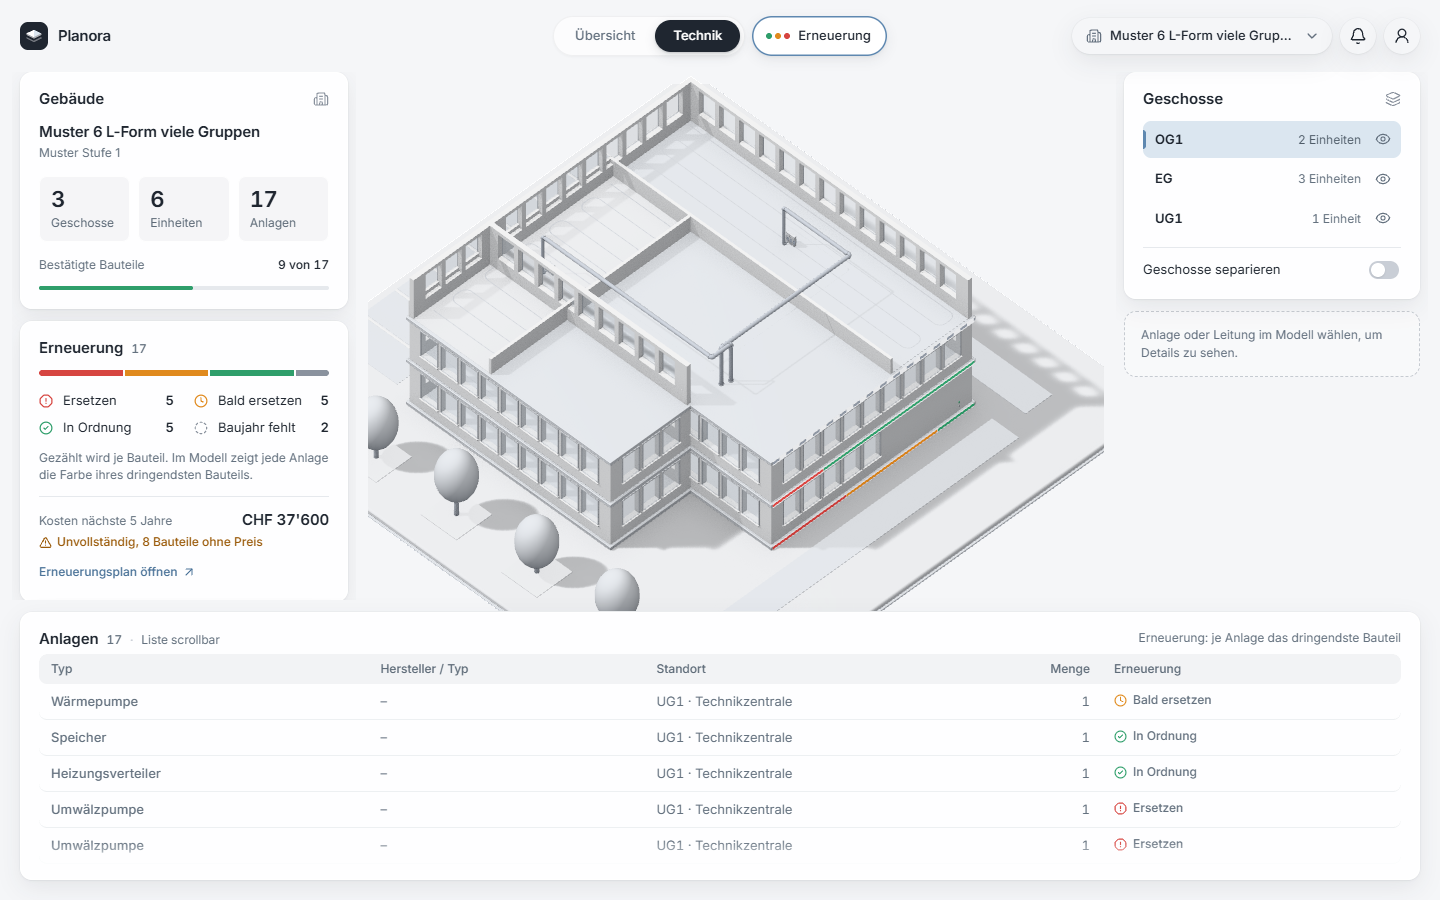 Planora
Übersicht
Technik
Erneuerung
Muster 6 L-Form viele Grup...
Gebäude
Muster 6 L-Form viele Gruppen
Muster Stufe 1
3
Geschosse
6
Einheiten
17
Anlagen
Bestätigte Bauteile
9 von 17
Erneuerung 17
Ersetzen 5
Bald ersetzen 5
In Ordnung 5
Baujahr fehlt 2
Gezählt wird je Bauteil. Im Modell zeigt jede Anlage
die Farbe ihres dringendsten Bauteils.
Kosten nächste 5 Jahre
CHF 37'600
Unvollständig, 8 Bauteile ohne Preis
Erneuerungsplan öffnen
Geschosse
OG1 2 Einheiten
EG 3 Einheiten
UG1 1 Einheit
Geschosse separieren
Anlage oder Leitung im Modell wählen, um
Details zu sehen.
Anlagen 17 · Liste scrollbar
Erneuerung: je Anlage das dringendste Bauteil
Typ Hersteller / Typ Standort Menge Erneuerung
Wärmepumpe – UG1 · Technikzentrale 1 Bald ersetzen
Speicher – UG1 · Technikzentrale 1 In Ordnung
Heizungsverteiler – UG1 · Technikzentrale 1 In Ordnung
Umwälzpumpe – UG1 · Technikzentrale 1 Ersetzen
Umwälzpumpe – UG1 · Technikzentrale 1 Ersetzen